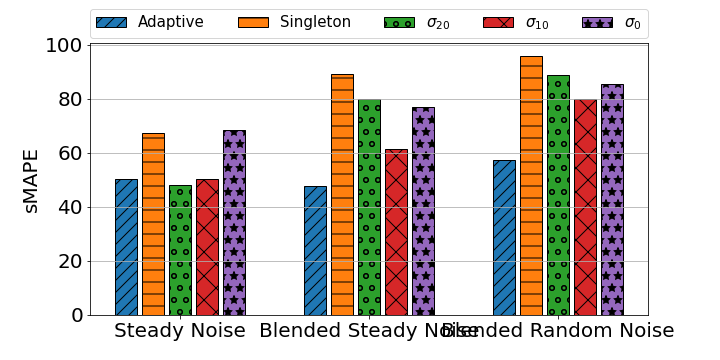 Adaptive Singleton σ20 σ10 σ0
100
80
60
40
20
0
sMAPE
Steady Noise Blended Steady Noise Blended Random Noise